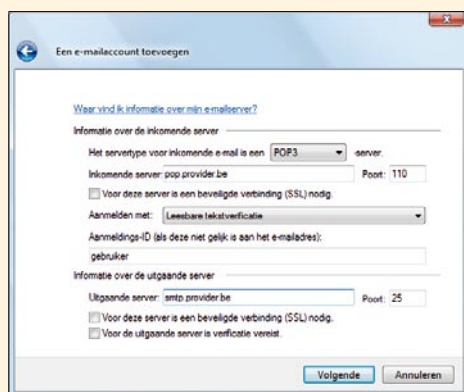 Een e-mailaccount toevoegen
Waar vind ik informatie over mijn e-mailserver?
Informatie over de inkomende server
Het servertype voor inkomende e-mail is een POP3 -server.
Inkomende server: pop.provider.be Poort: 110
Voor deze server is een beveiligde verbinding (SSL) nodig.
Aanmelden met: Leesbare tekstverificatie
Aanmeldings-ID (als deze niet gelijk is aan het e-mailadres):
gebruiker
Informatie over de uitgaande server
Uitgaande server: smtp.provider.be Poort: 25
Voor deze server is een beveiligde verbinding (SSL) nodig.
Voor de uitgaande server is verificatie vereist.
Volgende Annuleren